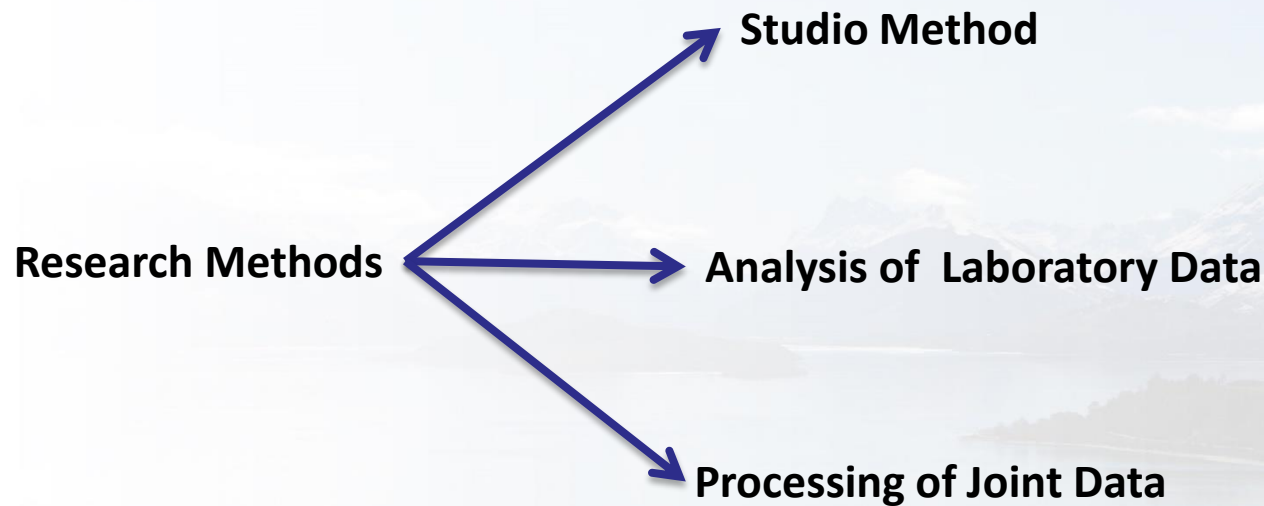 Studio Method
Research Methods
Analysis of Laboratory Data
Processing of Joint Data